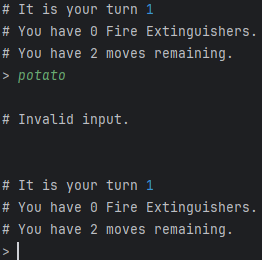 # It is your turn 1
# You have 0 Fire Extinguishers.
# You have 2 moves remaining.
> potato
# Invalid input.
# It is your turn 1
# You have 0 Fire Extinguishers.
# You have 2 moves remaining.
>